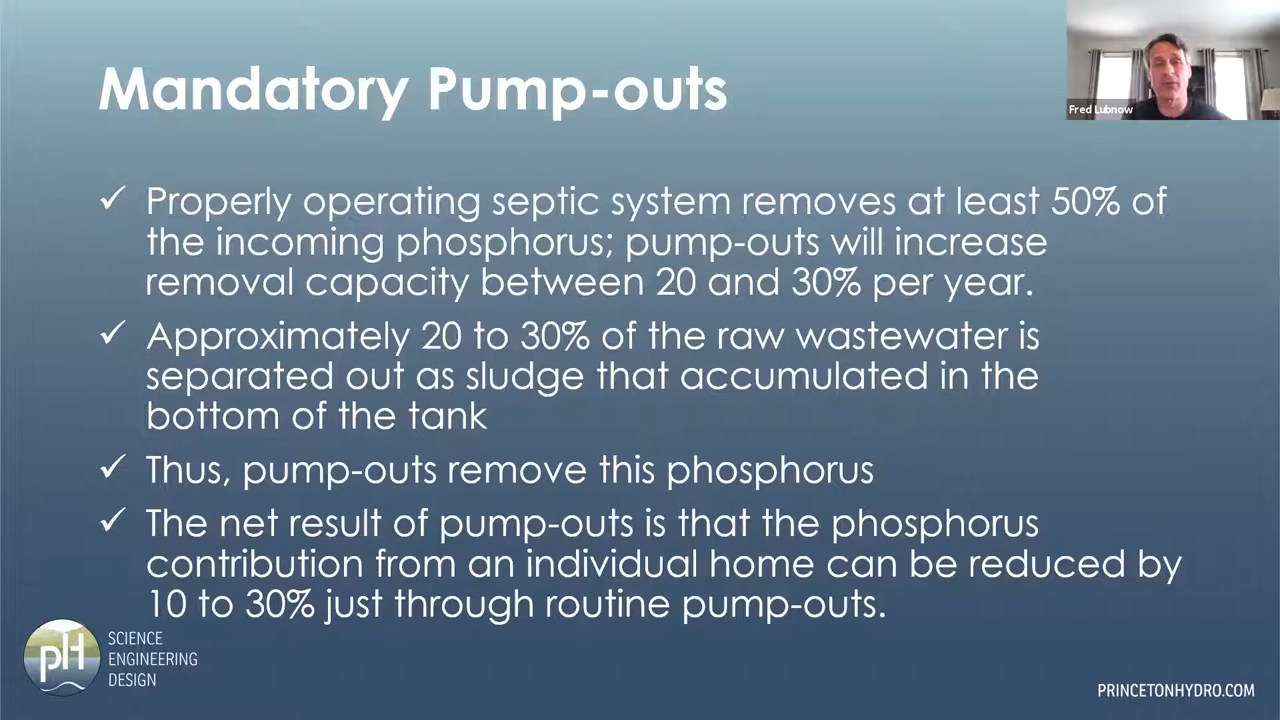 Mandatory Pump-outs
Fred Lubnow
✓ Properly operating septic system removes at least 50% of
the incoming phosphorus; pump-outs will increase
removal capacity between 20 and 30% per year.
✓ Approximately 20 to 30% of the raw wastewater is
separated out as sludge that accumulated in the
bottom of the tank
✓ Thus, pump-outs remove this phosphorus
✓ The net result of pump-outs is that the phosphorus
contribution from an individual home can be reduced by
10 to 30% just through routine pump-outs.
pH
SCIENCE
ENGINEERING
DESIGN
PRINCETONHYDRO.COM